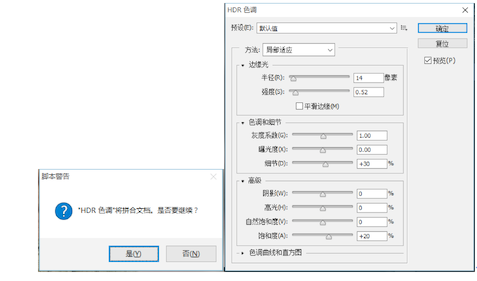 HDR 色调
预设(E): 默认值
确定
复位
预览(P)
方法: 局部适应
边缘光
半径(R): 14 像素
强度(S): 0.52
平滑边缘(M)
色调和细节
灰度系数(G): 1.00
曝光度(X): 0.00
细节(D): +30 %
高级
阴影(W): 0 %
高光(H): 0 %
自然饱和度(V): 0 %
饱和度(A): +20 %
色调曲线和直方图
脚本警告
"HDR 色调"将拼合文档。是否要继续？
是(Y)
否(N)